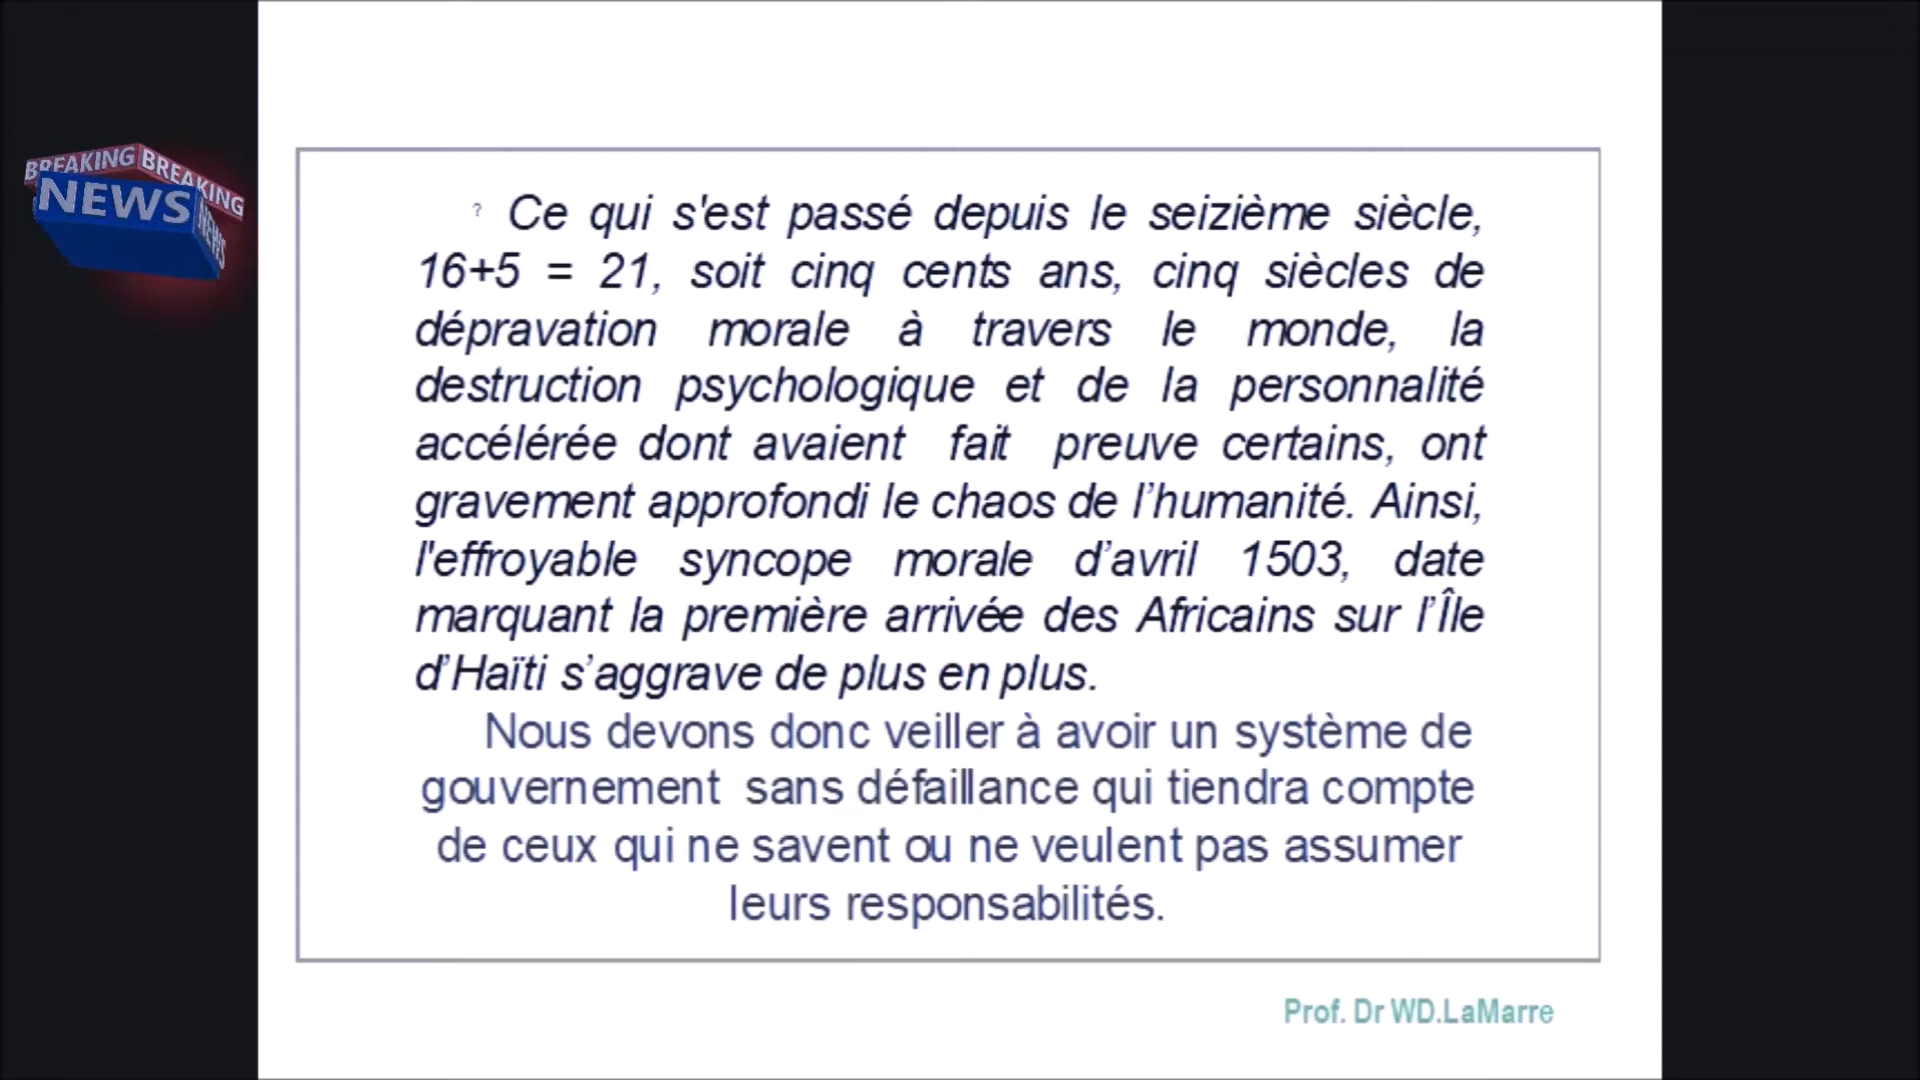 BREAKING BREAKING
NEWS NEWS
? Ce qui s'est passé depuis le seizième siècle,
16+5 = 21, soit cinq cents ans, cinq siècles de
dépravation morale à travers le monde, la
destruction psychologique et de la personnalité
accélérée dont avaient fait preuve certains, ont
gravement approfondi le chaos de l’humanité. Ainsi,
l'effroyable syncope morale d’avril 1503, date
marquant la première arrivée des Africains sur l’Île
d’Haïti s’aggrave de plus en plus.
Nous devons donc veiller à avoir un système de
gouvernement sans défaillance qui tiendra compte
de ceux qui ne savent ou ne veulent pas assumer
leurs responsabilités.
Prof. Dr WD.LaMarre